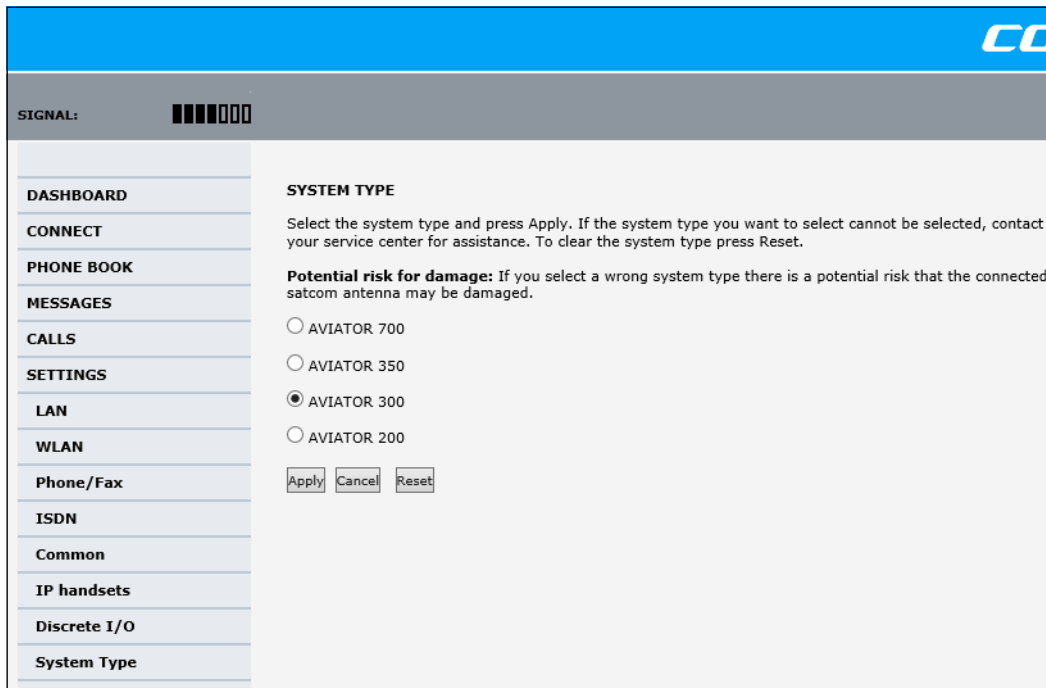 SIGNAL:
DASHBOARD
CONNECT
PHONE BOOK
MESSAGES
CALLS
SETTINGS
LAN
WLAN
Phone/Fax
ISDN
Common
IP handsets
Discrete I/O
System Type
SYSTEM TYPE
Select the system type and press Apply. If the system type you want to select cannot be selected, contact
your service center for assistance. To clear the system type press Reset.
Potential risk for damage: If you select a wrong system type there is a potential risk that the connected
satcom antenna may be damaged.
AVIATOR 700
AVIATOR 350
AVIATOR 300
AVIATOR 200
Apply Cancel Reset